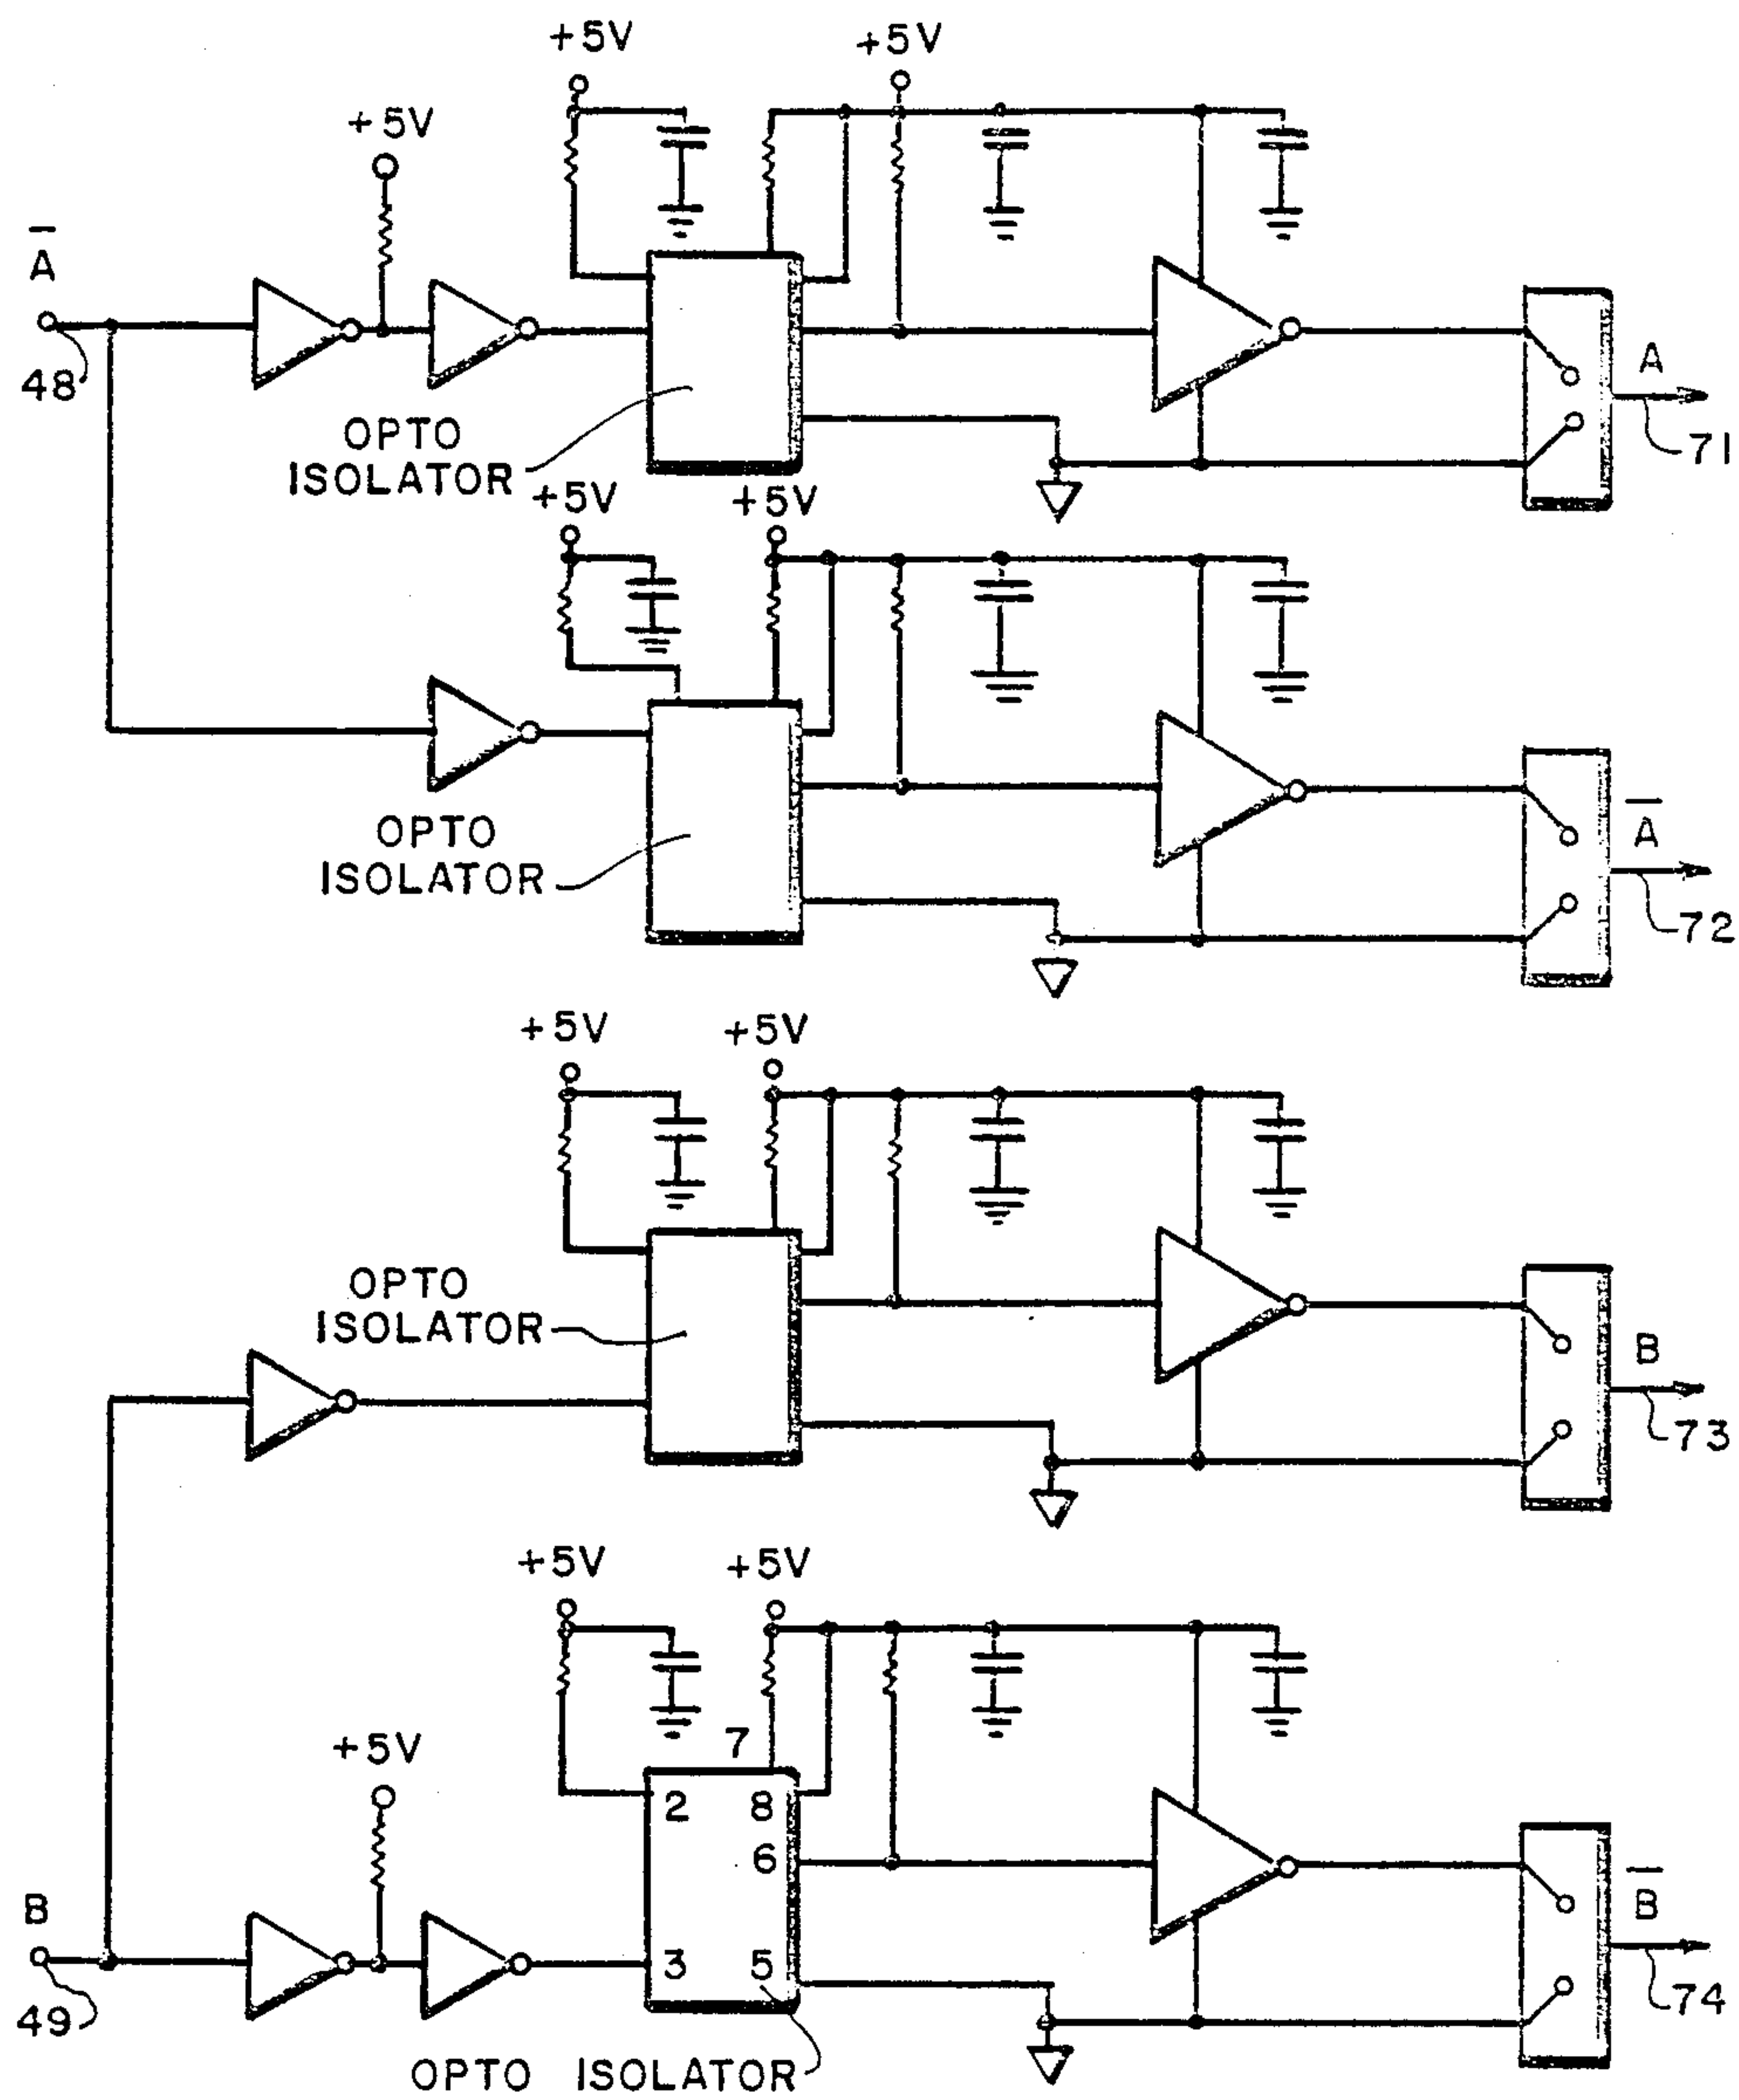 +5V
+5V
+5V
A̅
48
OPTO
ISOLATOR
A
71
+5V
+5V
OPTO
ISOLATOR
A̅
72
+5V
+5V
OPTO
ISOLATOR
B
73
+5V
+5V
+5V
7
2 8
6
3 5
B
49
OPTO ISOLATOR
B̅
74